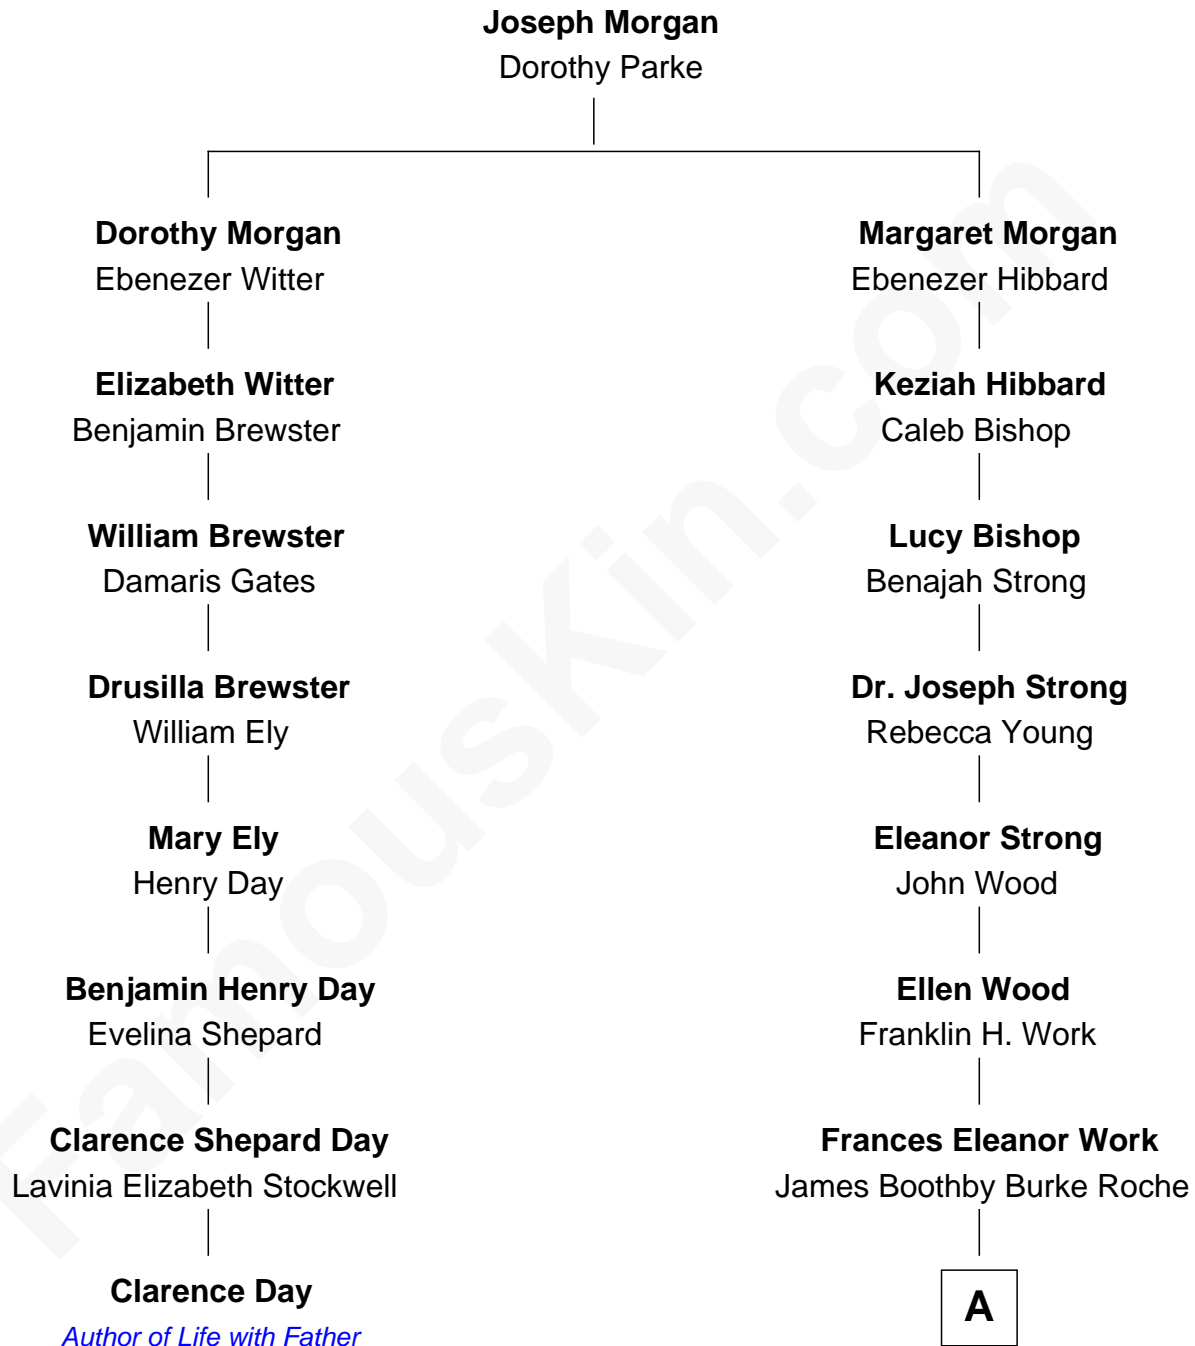 Joseph Morgan
Dorothy Parke
Dorothy Morgan
Ebenezer Witter
Margaret Morgan
Ebenezer Hibbard
Elizabeth Witter
Benjamin Brewster
Keziah Hibbard
Caleb Bishop
William Brewster
Damaris Gates
Lucy Bishop
Benajah Strong
Drusilla Brewster
William Ely
Dr. Joseph Strong
Rebecca Young
Mary Ely
Henry Day
Eleanor Strong
John Wood
Benjamin Henry Day
Evelina Shepard
Ellen Wood
Franklin H. Work
Clarence Shepard Day
Lavinia Elizabeth Stockwell
Frances Eleanor Work
James Boothby Burke Roche
Clarence Day
Author of Life with Father
A
FamousKin.com